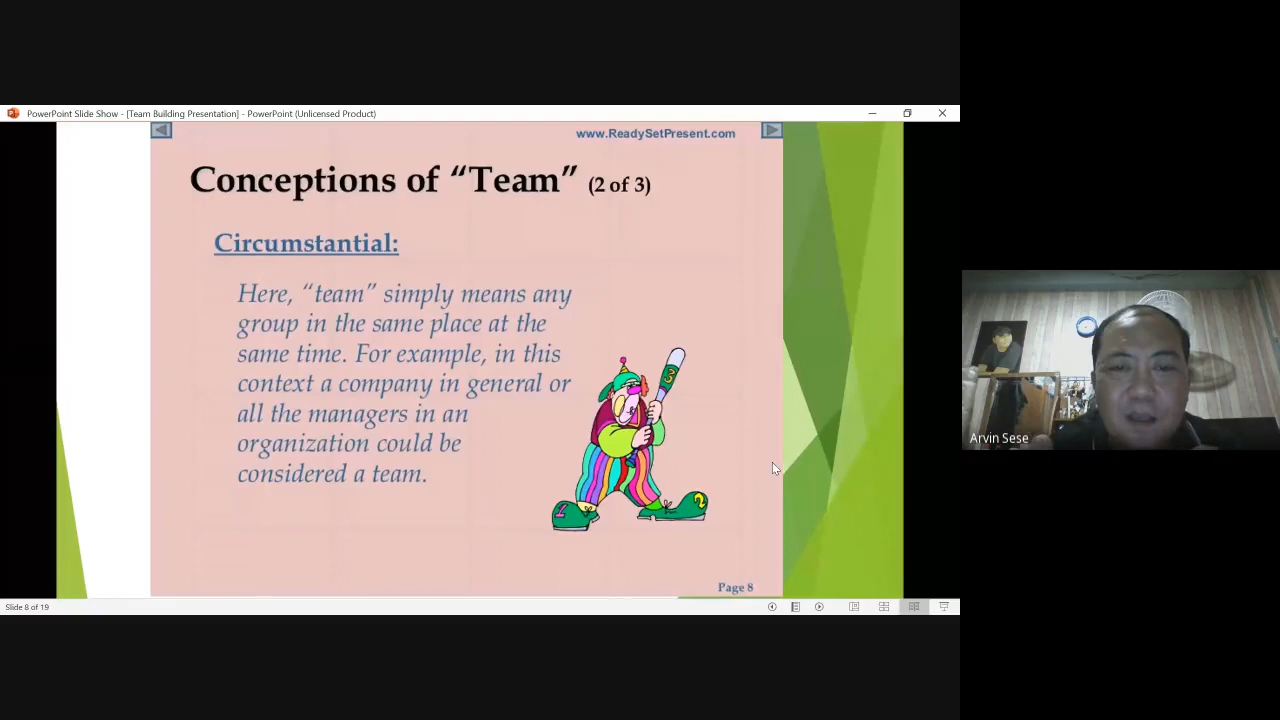 PowerPoint Slide Show - [Team Building Presentation] - PowerPoint (Unlicensed Product)
www.ReadySetPresent.com
Conceptions of “Team” (2 of 3)
Circumstantial:
Here, “team” simply means any
group in the same place at the
same time. For example, in this
context a company in general or
all the managers in an
organization could be
considered a team.
3
1
2
Page 8
Slide 8 of 19
Arvin Sese